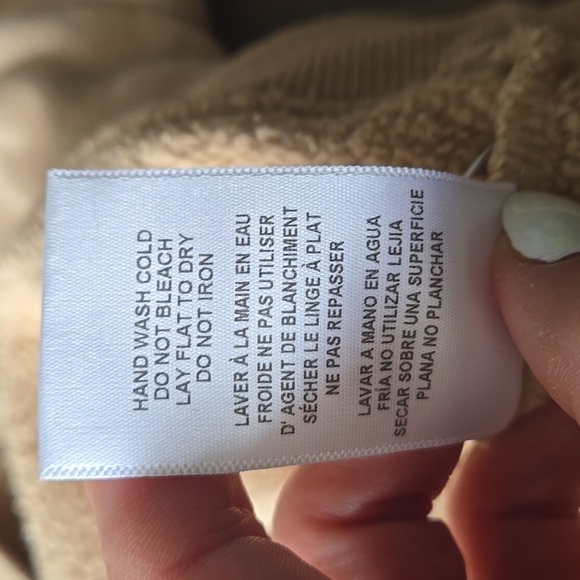 HAND WASH COLD
DO NOT BLEACH
LAY FLAT TO DRY
DO NOT IRON
LAVER À LA MAIN EN EAU
FROIDE NE PAS UTILISER
D' AGENT DE BLANCHIMENT
SÉCHER LE LINGE À PLAT
NE PAS REPASSER
LAVAR A MANO EN AGUA
FRÍA NO UTILIZAR LEJIA
SECAR SOBRE UNA SUPERFICIE
PLANA NO PLANCHAR